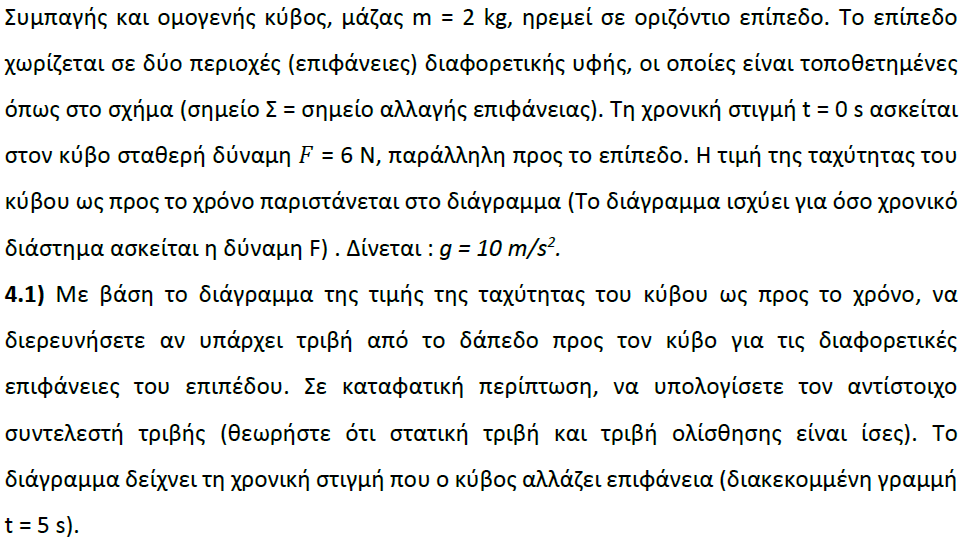 Συμπαγής και ομογενής κύβος, μάζας m = 2 kg, ηρεμεί σε οριζόντιο επίπεδο. Το επίπεδο
χωρίζεται σε δύο περιοχές (επιφάνειες) διαφορετικής υφής, οι οποίες είναι τοποθετημένες
όπως στο σχήμα (σημείο Σ = σημείο αλλαγής επιφάνειας). Τη χρονική στιγμή t = 0 s ασκείται
στον κύβο σταθερή δύναμη F = 6 N, παράλληλη προς το επίπεδο. Η τιμή της ταχύτητας του
κύβου ως προς το χρόνο παριστάνεται στο διάγραμμα (Το διάγραμμα ισχύει για όσο χρονικό
διάστημα ασκείται η δύναμη F) . Δίνεται : g = 10 m/s².
4.1) Με βάση το διάγραμμα της τιμής της ταχύτητας του κύβου ως προς το χρόνο, να
διερευνήσετε αν υπάρχει τριβή από το δάπεδο προς τον κύβο για τις διαφορετικές
επιφάνειες του επιπέδου. Σε καταφατική περίπτωση, να υπολογίσετε τον αντίστοιχο
συντελεστή τριβής (θεωρήστε ότι στατική τριβή και τριβή ολίσθησης είναι ίσες). Το
διάγραμμα δείχνει τη χρονική στιγμή που ο κύβος αλλάζει επιφάνεια (διακεκομμένη γραμμή
t = 5 s).